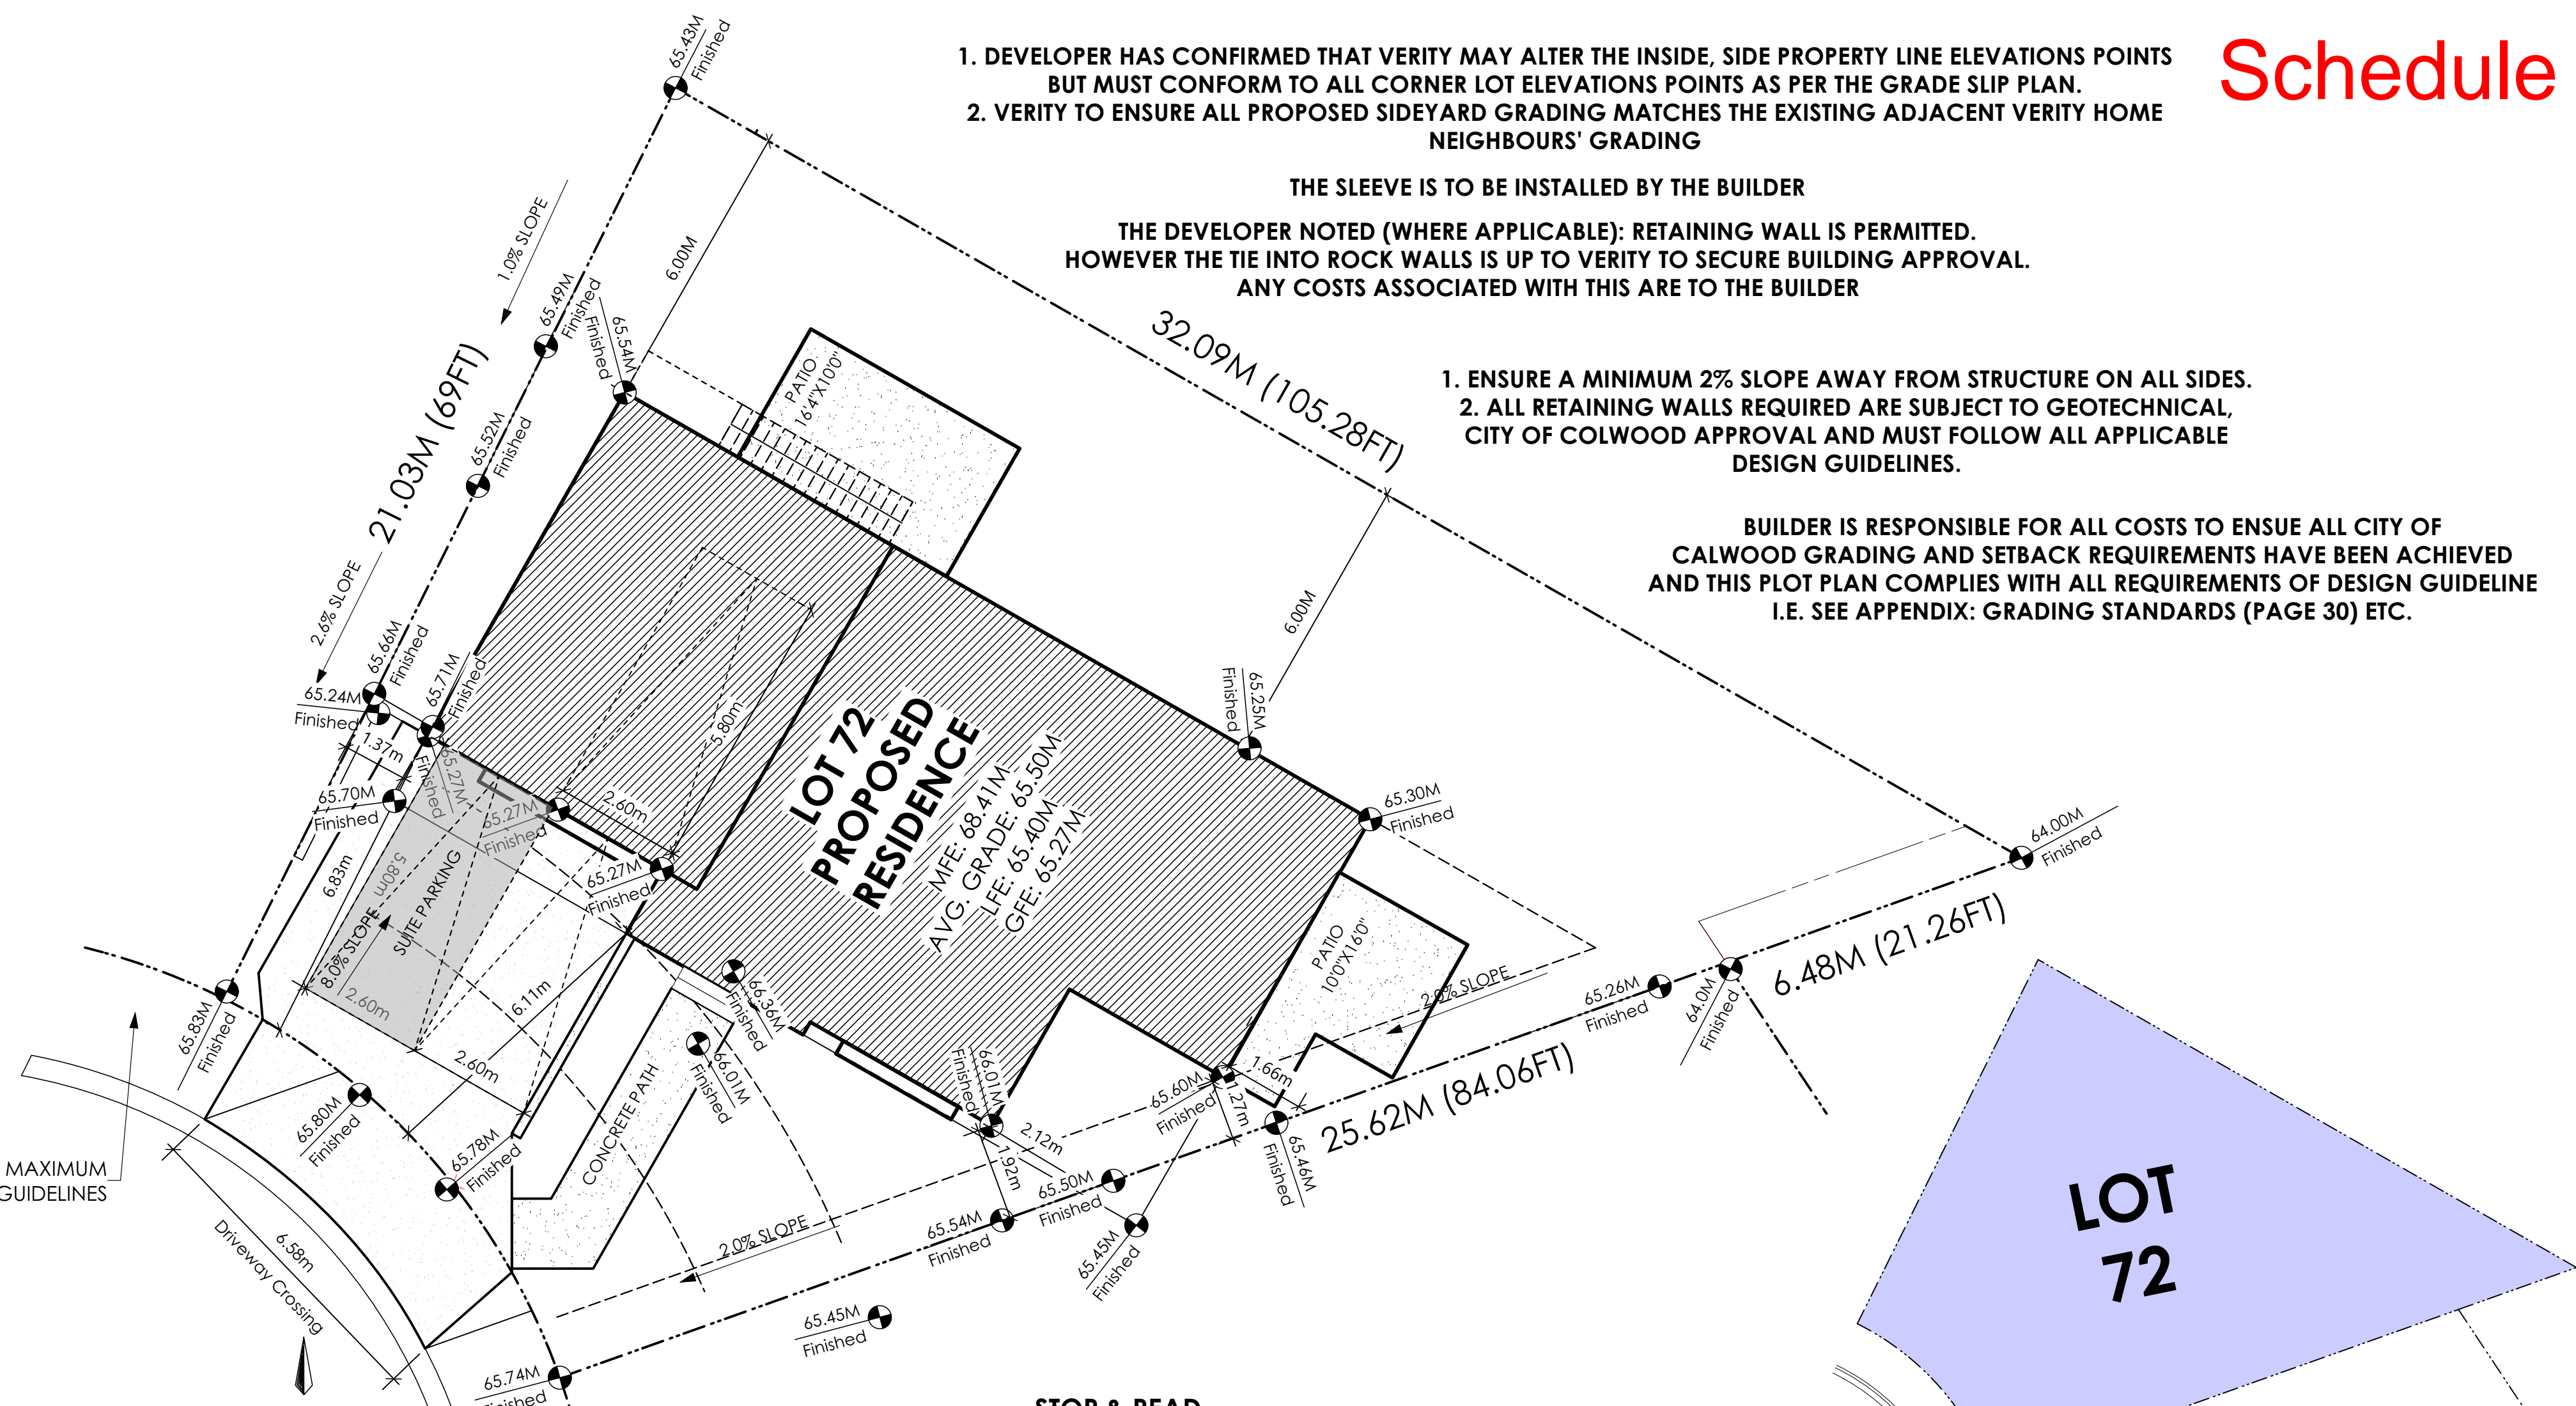 Schedule
1. DEVELOPER HAS CONFIRMED THAT VERITY MAY ALTER THE INSIDE, SIDE PROPERTY LINE ELEVATIONS POINTS
BUT MUST CONFORM TO ALL CORNER LOT ELEVATIONS POINTS AS PER THE GRADE SLIP PLAN.
2. VERITY TO ENSURE ALL PROPOSED SIDEYARD GRADING MATCHES THE EXISTING ADJACENT VERITY HOME
NEIGHBOURS' GRADING
THE SLEEVE IS TO BE INSTALLED BY THE BUILDER
THE DEVELOPER NOTED (WHERE APPLICABLE): RETAINING WALL IS PERMITTED.
HOWEVER THE TIE INTO ROCK WALLS IS UP TO VERITY TO SECURE BUILDING APPROVAL.
ANY COSTS ASSOCIATED WITH THIS ARE TO THE BUILDER
1. ENSURE A MINIMUM 2% SLOPE AWAY FROM STRUCTURE ON ALL SIDES.
2. ALL RETAINING WALLS REQUIRED ARE SUBJECT TO GEOTECHNICAL,
CITY OF COLWOOD APPROVAL AND MUST FOLLOW ALL APPLICABLE
DESIGN GUIDELINES.
BUILDER IS RESPONSIBLE FOR ALL COSTS TO ENSUE ALL CITY OF
CALWOOD GRADING AND SETBACK REQUIREMENTS HAVE BEEN ACHIEVED
AND THIS PLOT PLAN COMPLIES WITH ALL REQUIREMENTS OF DESIGN GUIDELINE
I.E. SEE APPENDIX: GRADING STANDARDS (PAGE 30) ETC.
65.43M
Finished
1.0% SLOPE
6.00M
65.49M
Finished
65.54M
Finished
21.03M (69FT)
65.52M
Finished
PATIO
16'4"X10'0"
32.09M (105.28FT)
2.6% SLOPE
65.66M
Finished
65.71M
Finished
65.24M
Finished
1.37m
65.27M
Finished
65.70M
Finished
65.27M
Finished
2.60m
5.80m
65.27M
Finished
6.83m
5.80m
SUITE PARKING
8.0% SLOPE
2.60m
6.11m
2.60m
LOT 72
PROPOSED
RESIDENCE
MFE: 68.41M
AVG. GRADE: 65.50M
LFE: 65.40M
GFE: 65.27M
6.00M
65.25M
Finished
65.30M
Finished
64.00M
Finished
6.48M (21.26FT)
PATIO
10'0"X16'0"
2.0% SLOPE
65.26M
Finished
64.0M
Finished
65.83M
Finished
65.80M
Finished
65.78M
Finished
66.36M
Finished
66.01M
Finished
CONCRETE PATH
66.01M
Finished
65.60M
Finished
1.66m
1.27m
25.62M (84.06FT)
65.46M
Finished
2.12m
1.92m
65.50M
Finished
65.54M
Finished
65.45M
Finished
2.0% SLOPE
65.45M
Finished
MAXIMUM
GUIDELINES
6.58m
Driveway Crossing
65.74M
Finished
STOP & READ
LOT
72